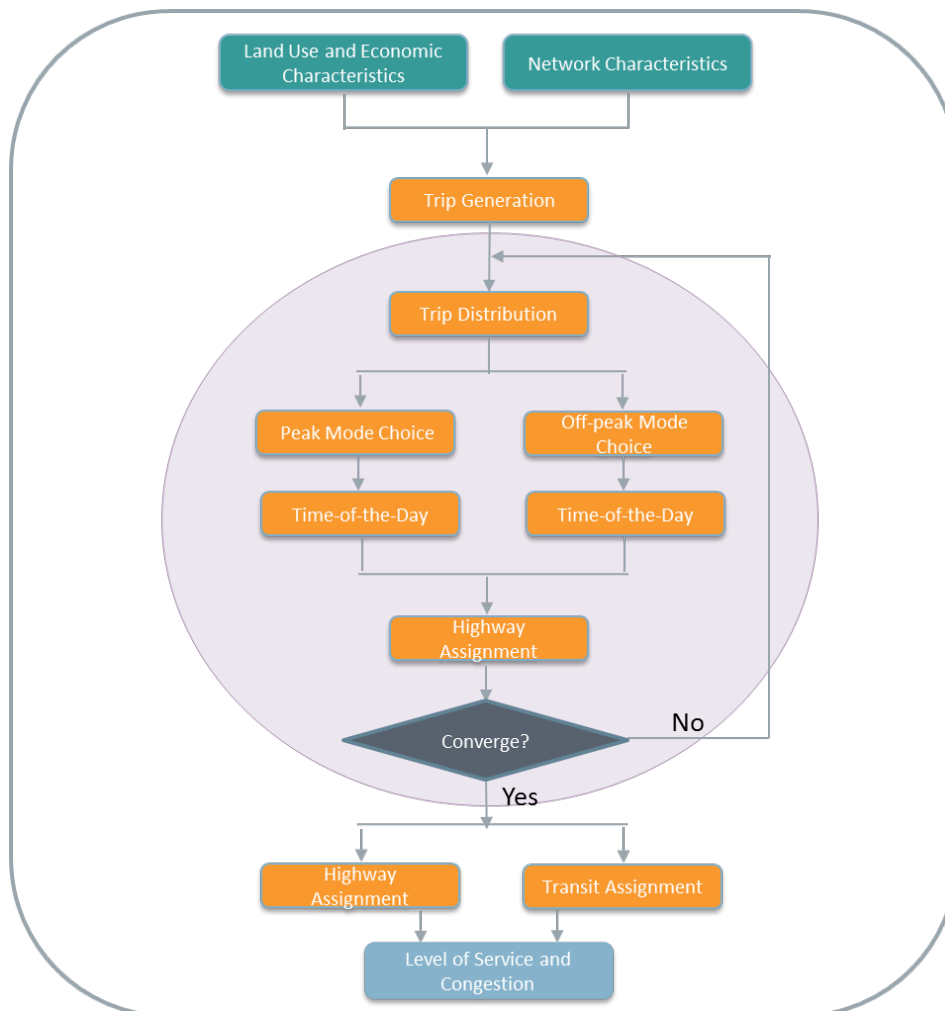 Land Use and Economic
Characteristics
Network Characteristics
Trip Generation
Trip Distribution
Peak Mode Choice
Off-peak Mode
Choice
Time-of-the-Day
Time-of-the-Day
Highway
Assignment
Converge?
No
Yes
Highway
Assignment
Transit Assignment
Level of Service and
Congestion